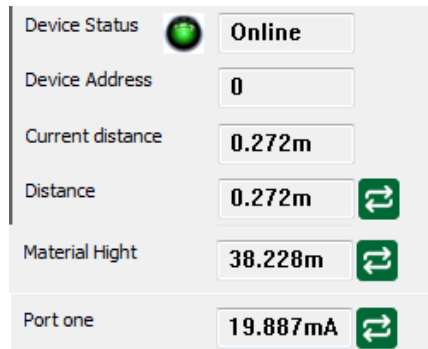 Device Status Online
Device Address 0
Current distance 0.272m
Distance 0.272m
Material Hight 38.228m
Port one 19.887mA